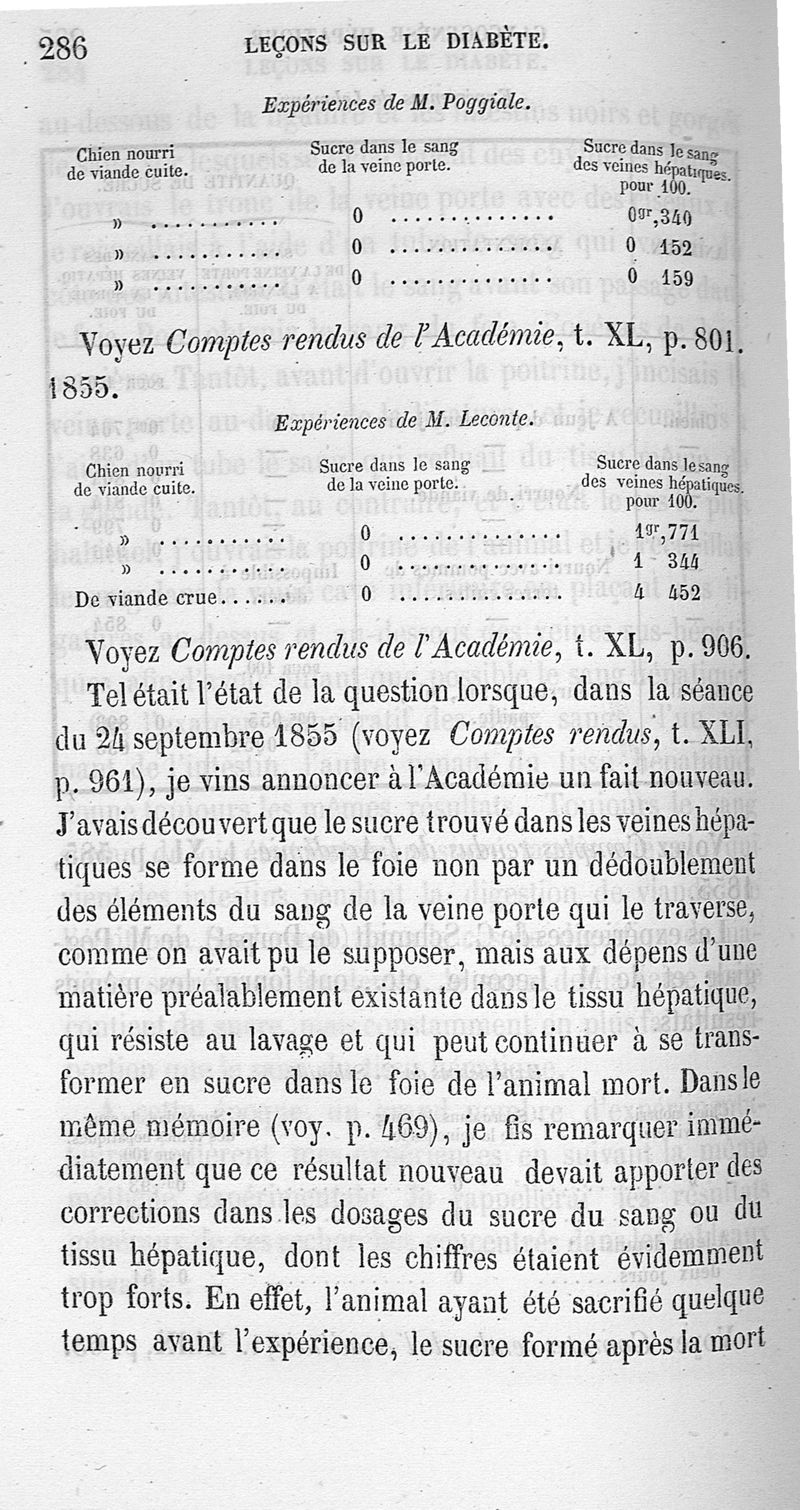 286 LEÇONS SUR LE DIABÈTE.
Expériences de M. Poggiale.
Chien nourri Sucre dans le sang Sucre dans le sang
de viande cuite. de la veine porte. des veines hépatiques.
pour 100.
» . . . . . . . . . . . 0 . . . . . . . . . . . . . . 0gr,340
» . . . . . . . . . . . 0 . . . . . . . . . . . . . . 0 152
» . . . . . . . . . . . 0 . . . . . . . . . . . . . . 0 159
Voyez Comptes rendus de l'Académie, t. XL, p. 801.
1855.
Expériences de M. Leconte.
Chien nourri Sucre dans le sang Sucre dans le sang
de viande cuite. de la veine porte. des veines hépatiques.
pour 100.
» . . . . . . . . . . . 0 . . . . . . . . . . . . . . 1gr,771
» . . . . . . . . . . . 0 . . . . . . . . . . . . . . 1 344
De viande crue. . . . . . 0 . . . . . . . . . . . . . . 4 452
Voyez Comptes rendus de l'Académie, t. XL, p. 906.
Tel était l'état de la question lorsque, dans la séance
du 24 septembre 1855 (voyez Comptes rendus, t. XLI,
p. 961), je vins annoncer à l'Académie un fait nouveau.
J'avais découvert que le sucre trouvé dans les veines hépa-
tiques se forme dans le foie non par un dédoublement
des éléments du sang de la veine porte qui le traverse,
comme on avait pu le supposer, mais aux dépens d'une
matière préalablement existante dans le tissu hépatique,
qui résiste au lavage et qui peut continuer à se trans-
former en sucre dans le foie de l'animal mort. Dans le
même mémoire (voy. p. 469), je fis remarquer immé-
diatement que ce résultat nouveau devait apporter des
corrections dans les dosages du sucre du sang ou du
tissu hépatique, dont les chiffres étaient évidemment
trop forts. En effet, l'animal ayant été sacrifié quelque
temps avant l'expérience, le sucre formé après la mort